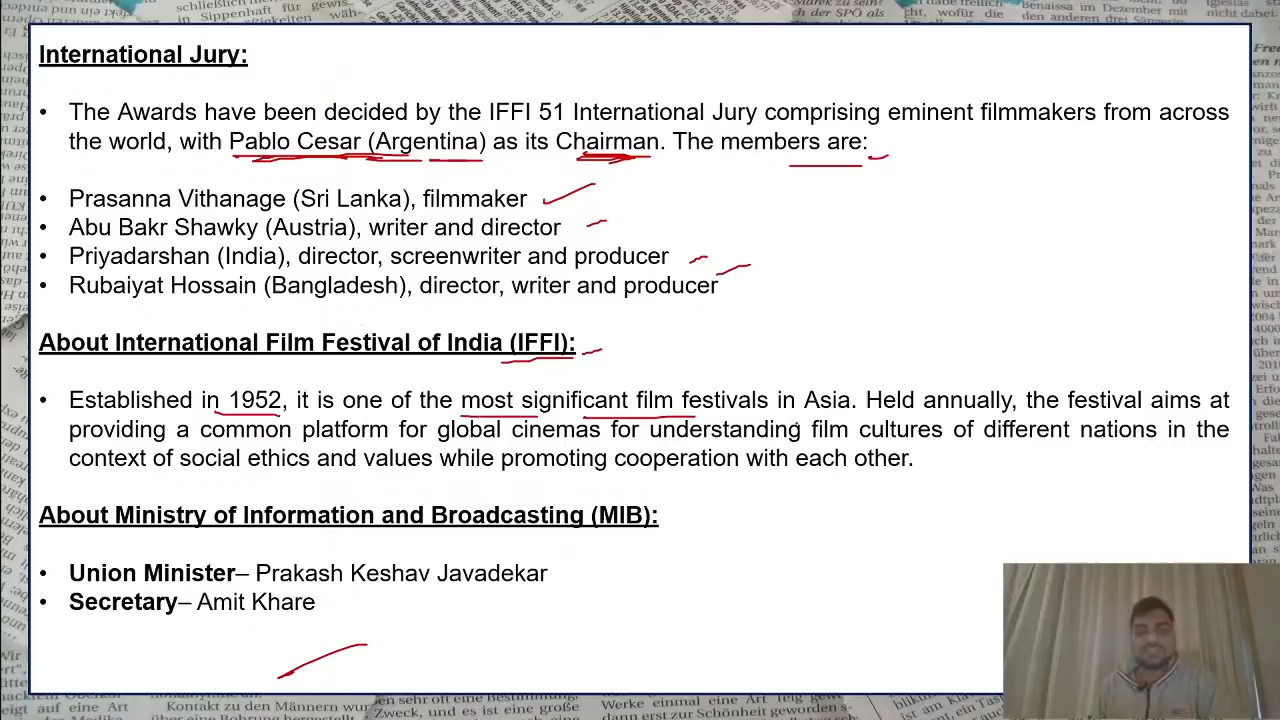 International Jury:
• The Awards have been decided by the IFFI 51 International Jury comprising eminent filmmakers from across
the world, with Pablo Cesar (Argentina) as its Chairman. The members are:
• Prasanna Vithanage (Sri Lanka), filmmaker
• Abu Bakr Shawky (Austria), writer and director
• Priyadarshan (India), director, screenwriter and producer
• Rubaiyat Hossain (Bangladesh), director, writer and producer
About International Film Festival of India (IFFI):
• Established in 1952, it is one of the most significant film festivals in Asia. Held annually, the festival aims at
providing a common platform for global cinemas for understanding film cultures of different nations in the
context of social ethics and values while promoting cooperation with each other.
About Ministry of Information and Broadcasting (MIB):
• Union Minister– Prakash Keshav Javadekar
• Secretary– Amit Khare